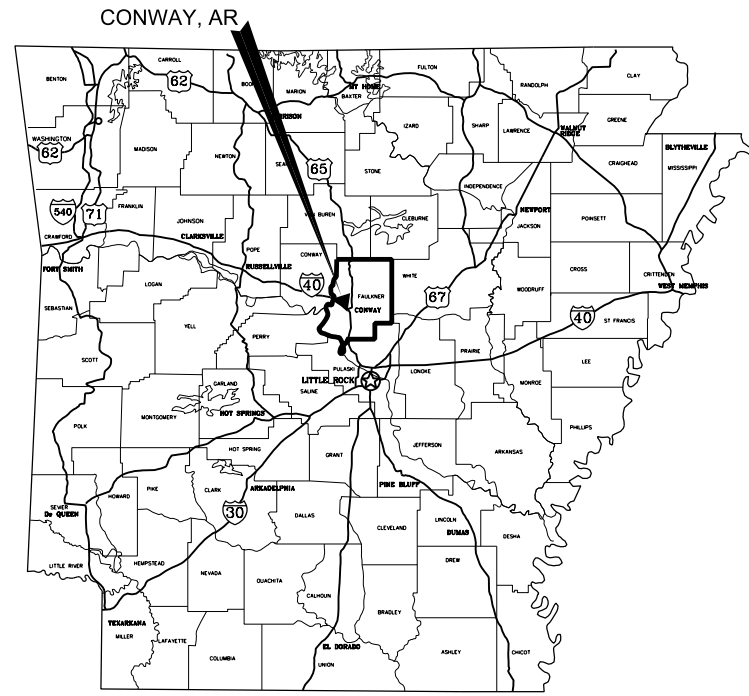 CONWAY, AR
CARROLL
FULTON
BENTON
62
MARION
MT HOME
BAXTER
RANDOLPH
CLAY
GREENE
IZARD
SHARP
LAWRENCE
WALNUT
RIDGE
WASHINGTON
62
MADISON
NEWTON
STONE
65
CRAIGHEAD
BLYTHEVILLE
MISSISSIPPI
INDEPENDENCE
540
71
FRANKLIN
JOHNSON
VAN BUREN
CLEBURNE
NEWPORT
JACKSON
POINSETT
CRAWFORD
CLARKSVILLE
POPE
CONWAY
FORT SMITH
RUSSELLVILLE
40
WHITE
CROSS
CRITTENDEN
WEST MEMPHIS
LOGAN
FAULKNER
CONWAY
67
WOODRUFF
SEBASTIAN
YELL
PERRY
40
ST FRANCIS
SCOTT
PULASKI
LITTLE ROCK
LONOKE
PRAIRIE
LEE
GARLAND
SALINE
MONROE
POLK
MONTGOMERY
HOT SPRINGS
PHILLIPS
HOT SPRING
GRANT
JEFFERSON
ARKANSAS
HOWARD
PIKE
CLARK
ARKADELPHIA
PINE BLUFF
SEVIER
De QUEEN
30
DALLAS
CLEVELAND
LINCOLN
DUMAS
DESHA
LITTLE RIVER
HEMPSTEAD
NEVADA
OUACHITA
CALHOUN
DREW
BRADLEY
TEXARKANA
MILLER
LAFAYETTE
COLUMBIA
EL DORADO
UNION
ASHLEY
CHICOT